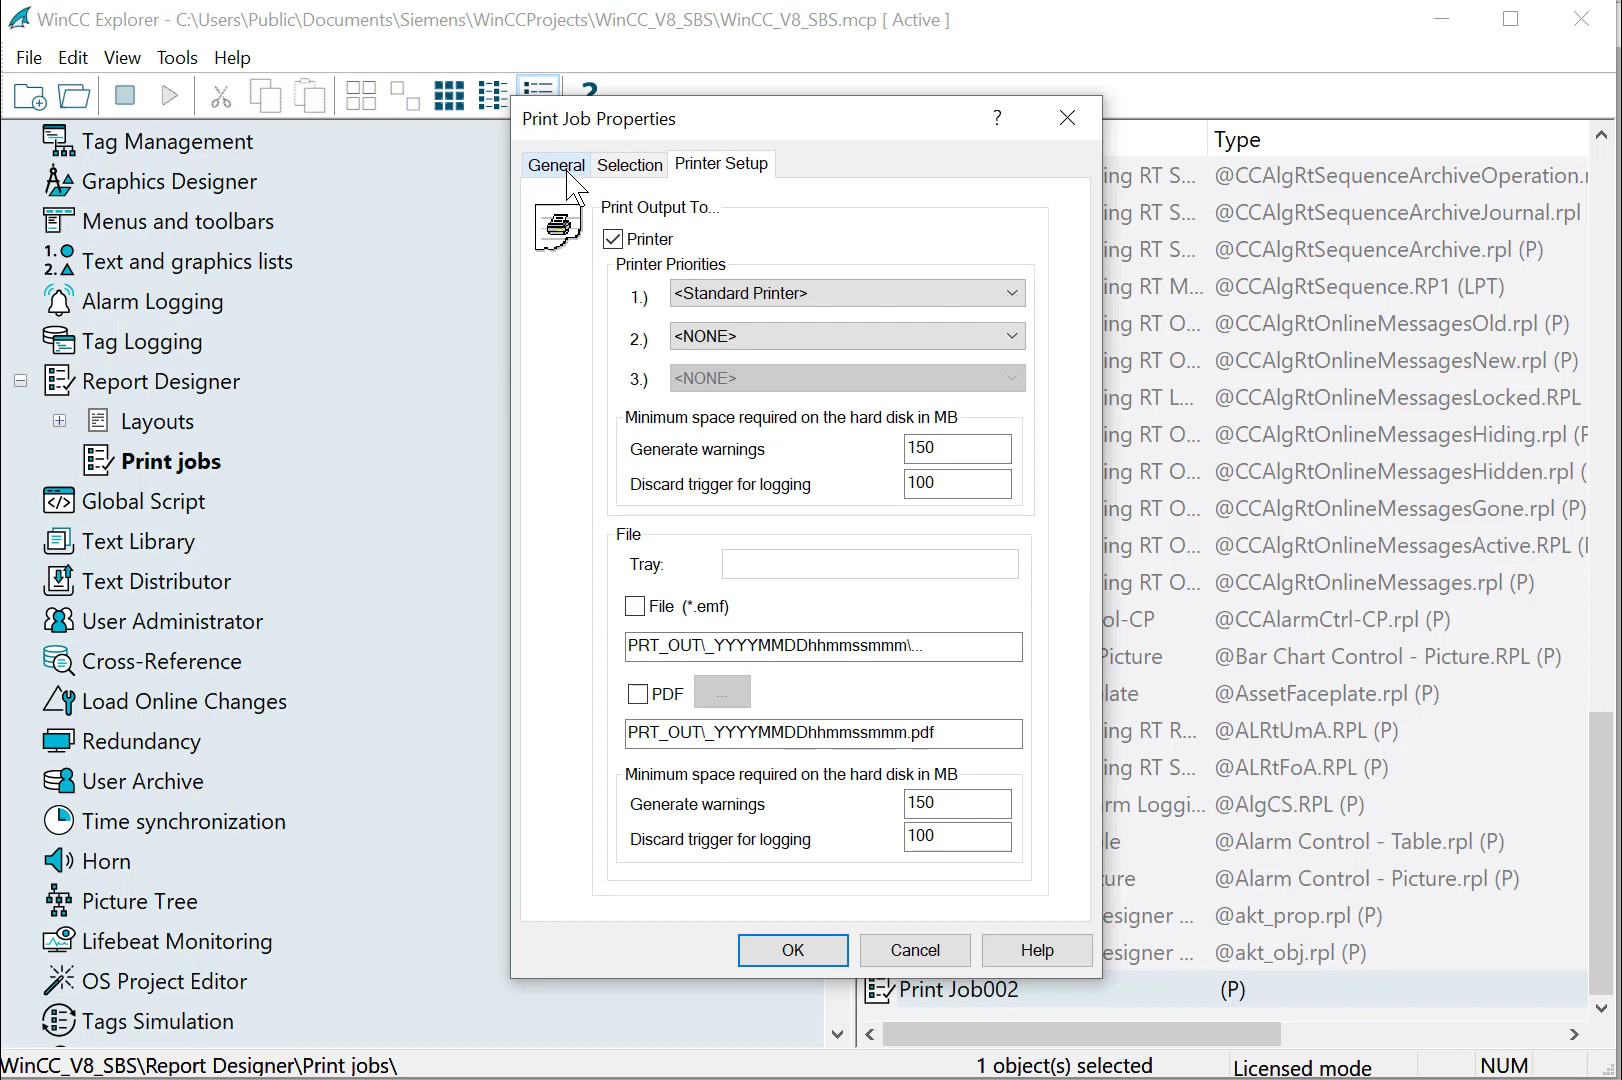 WinCC Explorer - C:\Users\Public\Documents\Siemens\WinCCProjects\WinCC_V8_SBS\WinCC_V8_SBS.mcp [ Active ]
File Edit View Tools Help
?
Tag Management
Graphics Designer
Menus and toolbars
1.
2.
Text and graphics lists
Alarm Logging
Tag Logging
Report Designer
Layouts
Print jobs
Global Script
Text Library
Text Distributor
User Administrator
Cross-Reference
Load Online Changes
Redundancy
User Archive
Time synchronization
Horn
Picture Tree
Lifebeat Monitoring
OS Project Editor
Tags Simulation
Print Job Properties ?
General Selection Printer Setup
Print Output To...
Printer
Printer Priorities
1.) <Standard Printer>
2.) <NONE>
3.) <NONE>
Minimum space required on the hard disk in MB
Generate warnings 150
Discard trigger for logging 100
File
Tray:
File (*.emf)
PRT_OUT\_YYYYMMDDhhmmssmmm\...
PDF ...
PRT_OUT\_YYYYMMDDhhmmssmmm.pdf
Minimum space required on the hard disk in MB
Generate warnings 150
Discard trigger for logging 100
OK Cancel Help
Type
ing RT S... @CCAlgRtSequenceArchiveOperation.r
ing RT S... @CCAlgRtSequenceArchiveJournal.rpl
ing RT S... @CCAlgRtSequenceArchive.rpl (P)
ing RT M... @CCAlgRtSequence.RP1 (LPT)
ing RT O... @CCAlgRtOnlineMessagesOld.rpl (P)
ing RT O... @CCAlgRtOnlineMessagesNew.rpl (P)
ing RT L... @CCAlgRtOnlineMessagesLocked.RPL
ing RT O... @CCAlgRtOnlineMessagesHiding.rpl (P
ing RT O... @CCAlgRtOnlineMessagesHidden.rpl (
ing RT O... @CCAlgRtOnlineMessagesGone.rpl (P)
ing RT O... @CCAlgRtOnlineMessagesActive.RPL (
ing RT O... @CCAlgRtOnlineMessages.rpl (P)
ol-CP @CCAlarmCtrl-CP.rpl (P)
Picture @Bar Chart Control - Picture.RPL (P)
late @AssetFaceplate.rpl (P)
ing RT R... @ALRtUmA.RPL (P)
ing RT S... @ALRtFoA.RPL (P)
rm Loggi... @AlgCS.RPL (P)
le @Alarm Control - Table.rpl (P)
ture @Alarm Control - Picture.rpl (P)
esigner ... @akt_prop.rpl (P)
esigner ... @akt_obj.rpl (P)
Print Job002 (P)
WinCC_V8_SBS\Report Designer\Print jobs\ 1 object(s) selected Licensed mode NUM